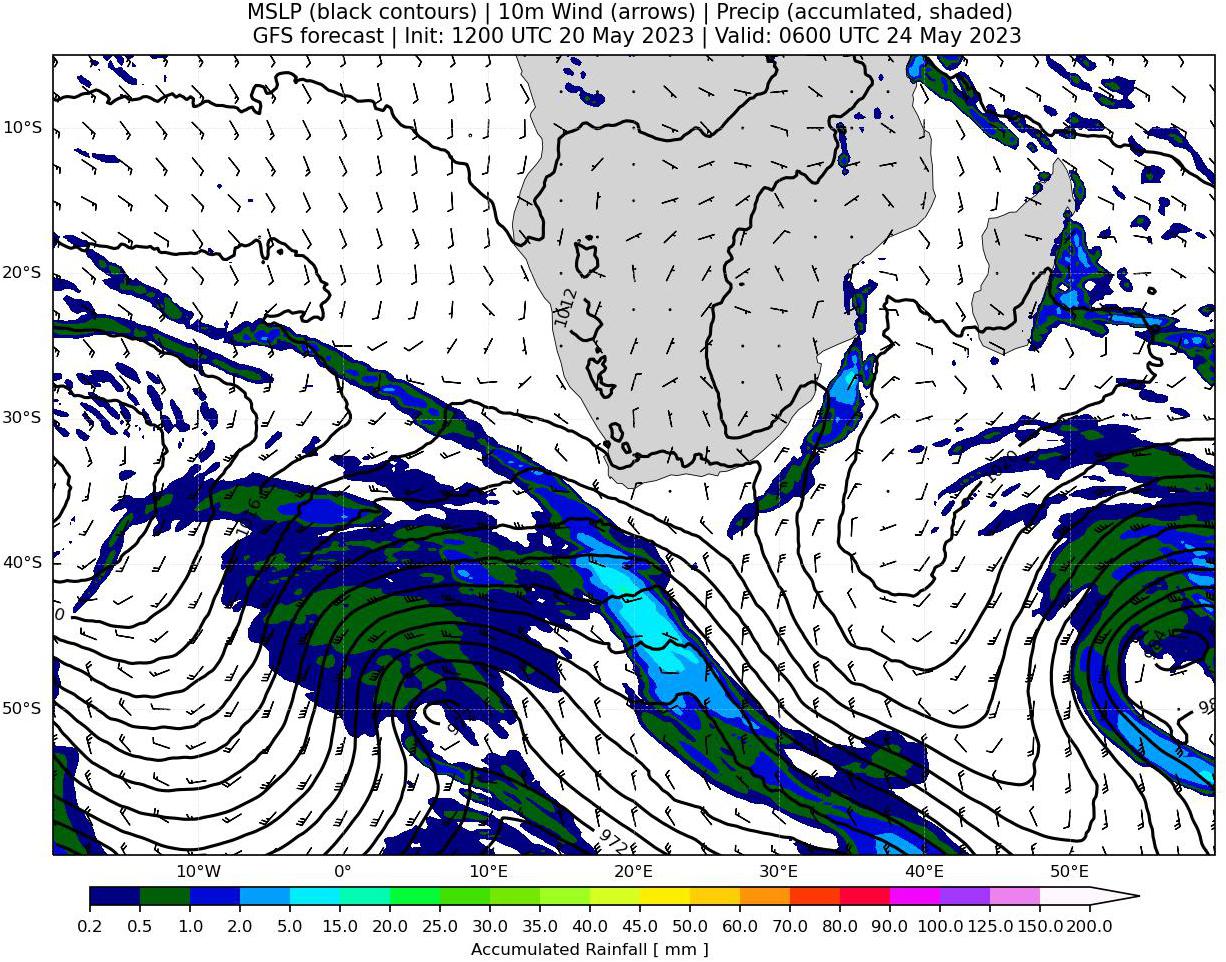 MSLP (black contours) | 10m Wind (arrows) | Precip (accumlated, shaded)
GFS forecast | Init: 1200 UTC 20 May 2023 | Valid: 0600 UTC 24 May 2023
10°S
20°S
1012
30°S
1016
40°S
0
50°S
98
972
10°W 0° 10°E 20°E 30°E 40°E 50°E
0.2 0.5 1.0 2.0 5.0 10.0 15.0 20.0 25.0 30.0 35.0 40.0 45.0 50.0 60.0 70.0 80.0 90.0 100.0 125.0 150.0 200.0
Accumulated Rainfall [ mm ]